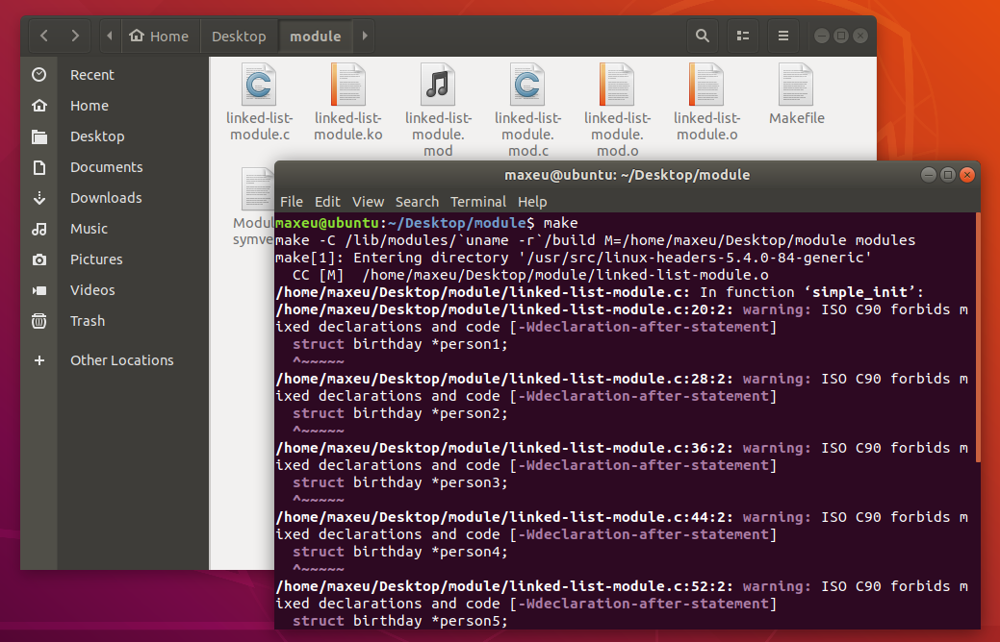 Home
Desktop
module
Recent
Home
Desktop
Documents
Downloads
Music
Pictures
Videos
Trash
Other Locations
linked-list-
module.c
linked-list-
module.ko
linked-list-
module.
mod
linked-list-
module.
mod.c
linked-list-
module.
mod.o
linked-list-
module.o
Makefile
Modul
symve
maxeu@ubuntu: ~/Desktop/module
File Edit View Search Terminal Help
maxeu@ubuntu:~/Desktop/module$ make
make -C /lib/modules/`uname -r`/build M=/home/maxeu/Desktop/module modules
make[1]: Entering directory '/usr/src/linux-headers-5.4.0-84-generic'
CC [M]  /home/maxeu/Desktop/module/linked-list-module.o
/home/maxeu/Desktop/module/linked-list-module.c: In function ‘simple_init’:
/home/maxeu/Desktop/module/linked-list-module.c:20:2: warning: ISO C90 forbids m
ixed declarations and code [-Wdeclaration-after-statement]
struct birthday *person1;
^~~~~~
/home/maxeu/Desktop/module/linked-list-module.c:28:2: warning: ISO C90 forbids m
ixed declarations and code [-Wdeclaration-after-statement]
struct birthday *person2;
^~~~~~
/home/maxeu/Desktop/module/linked-list-module.c:36:2: warning: ISO C90 forbids m
ixed declarations and code [-Wdeclaration-after-statement]
struct birthday *person3;
^~~~~~
/home/maxeu/Desktop/module/linked-list-module.c:44:2: warning: ISO C90 forbids m
ixed declarations and code [-Wdeclaration-after-statement]
struct birthday *person4;
^~~~~~
/home/maxeu/Desktop/module/linked-list-module.c:52:2: warning: ISO C90 forbids m
ixed declarations and code [-Wdeclaration-after-statement]
struct birthday *person5;